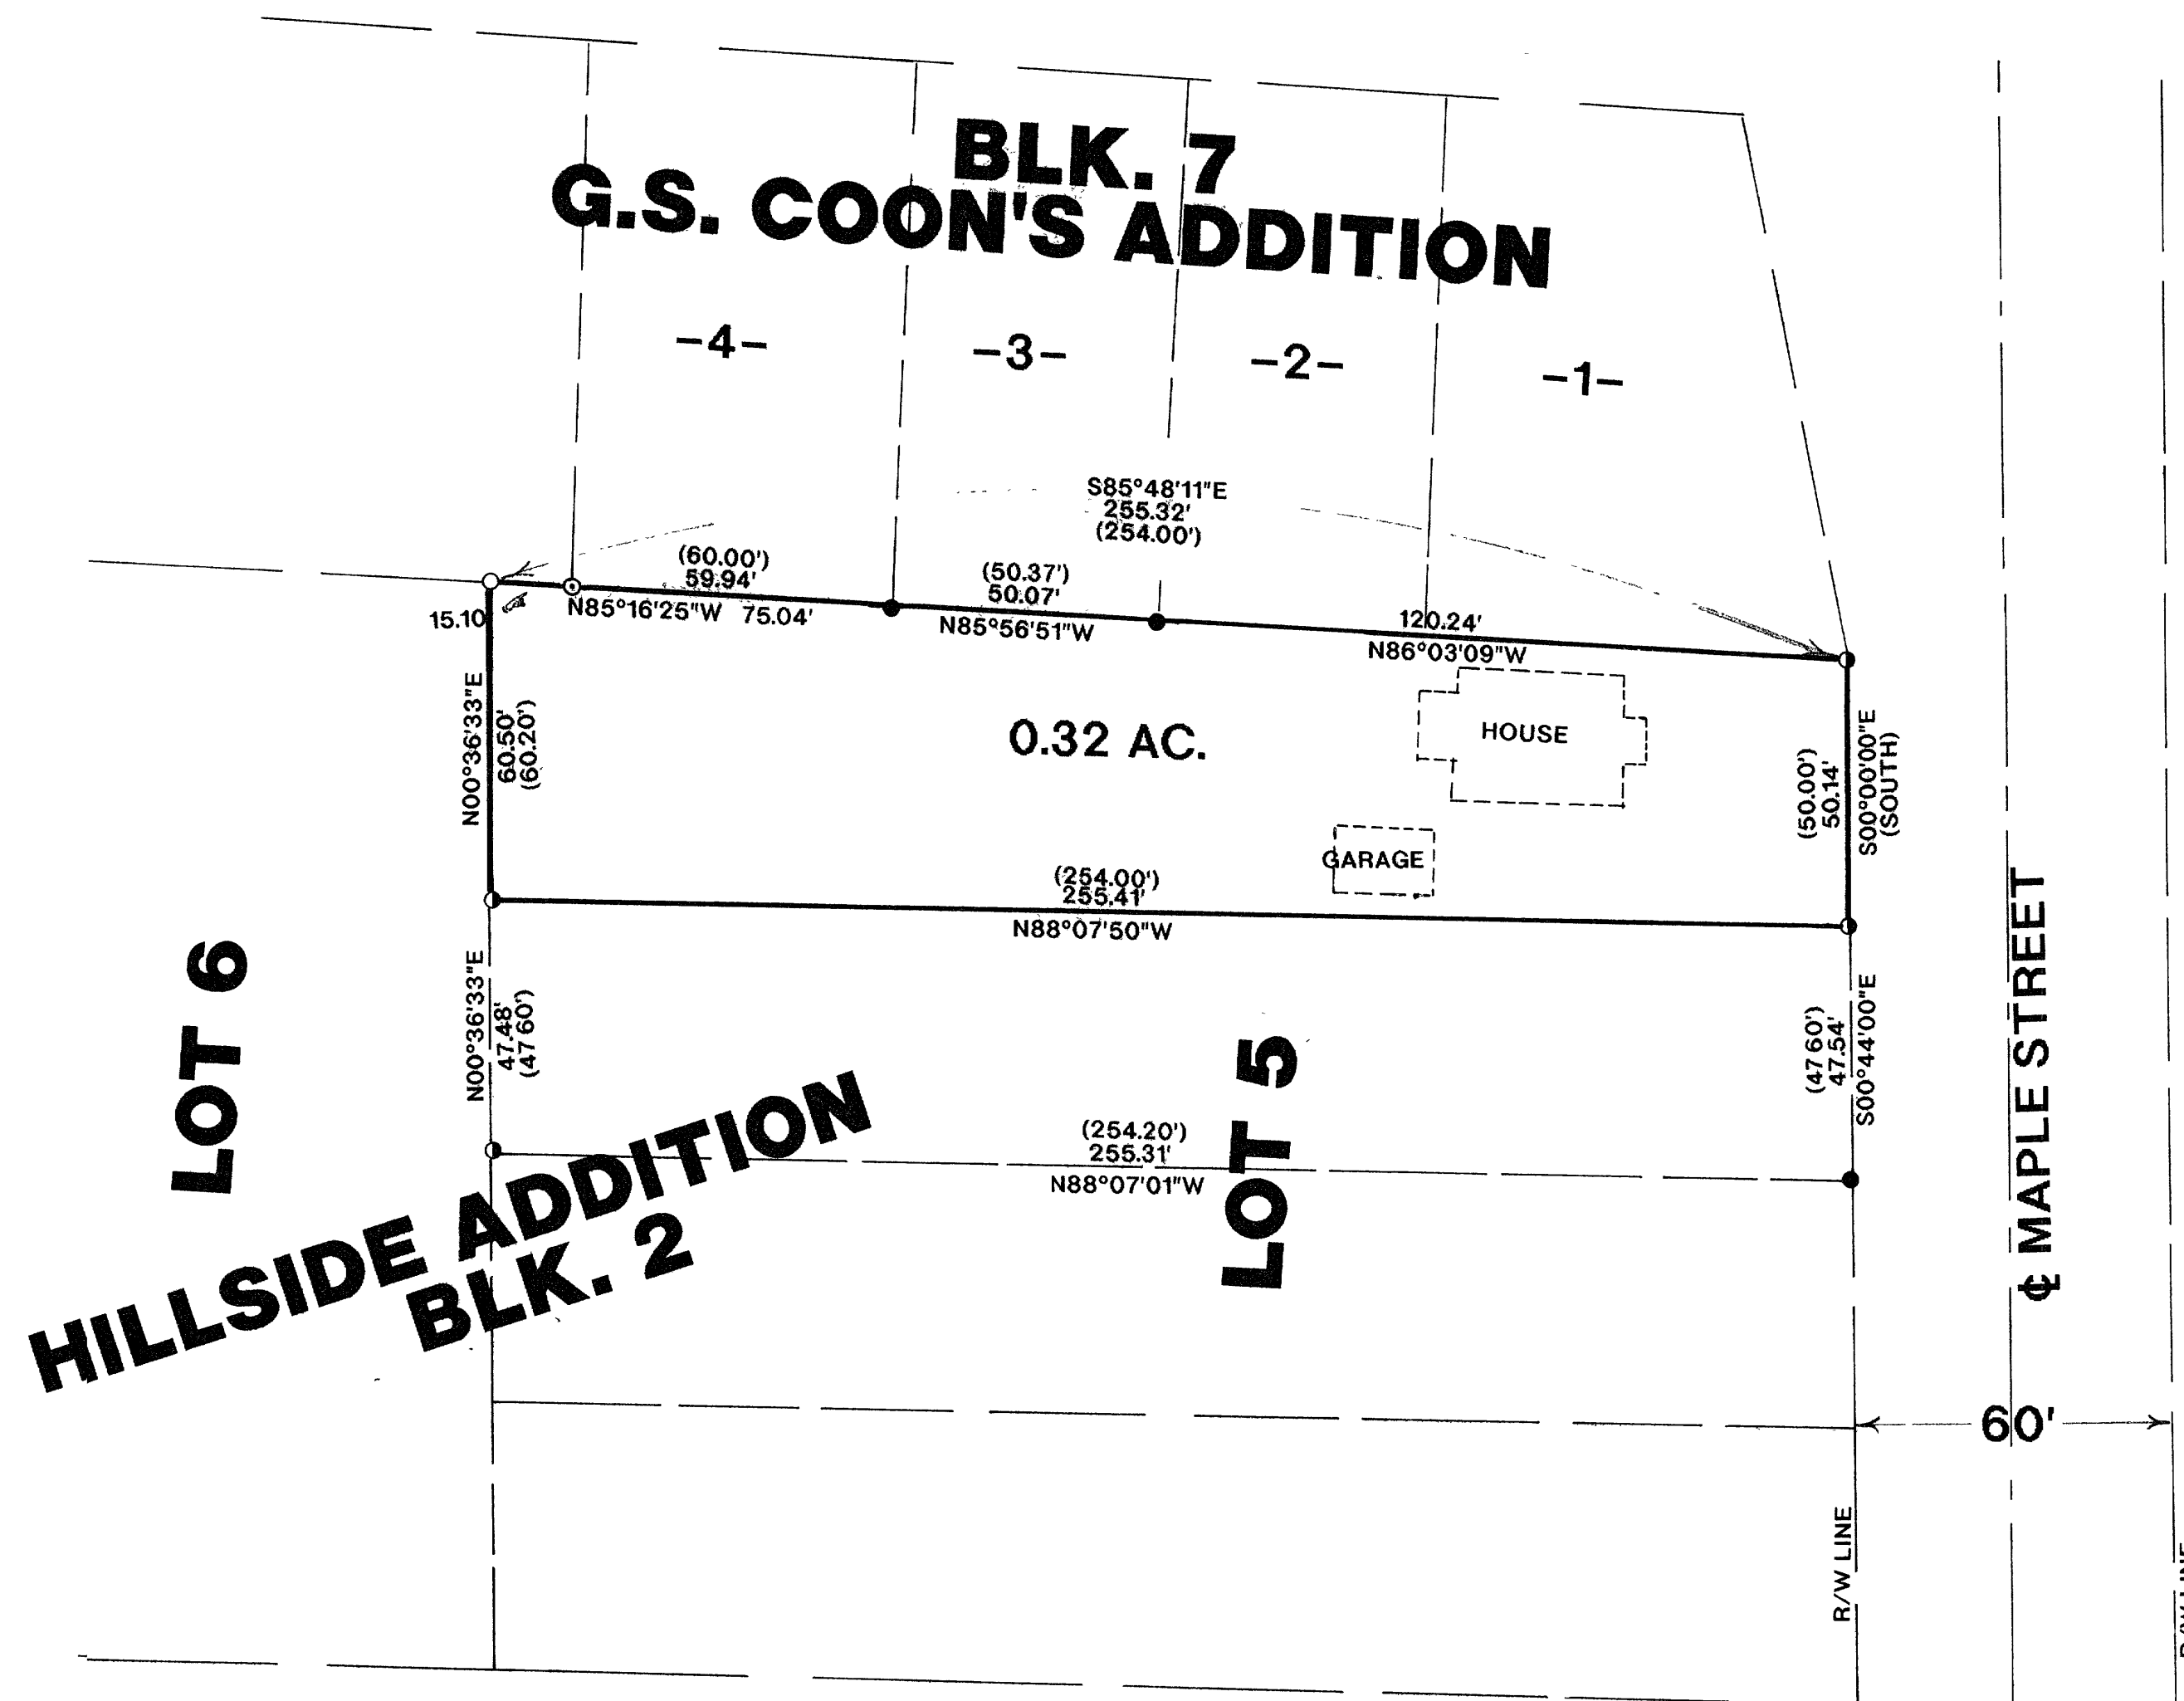 BLK. 7
G.S. COON'S ADDITION
-4-
-3-
-2-
-1-
S85°48'11"E
255.32'
(254.00')
(60.00')
59.94'
N85°16'25"W 75.04'
(50.37')
50.07'
N85°56'51"W
120.24'
N86°03'09"W
15.10
N00°36'33"E
60.50'
(60.20')
0.32 AC.
HOUSE
GARAGE
(50.00')
50.14'
S00°00'00"E
(SOUTH)
(254.00')
255.41'
N88°07'50"W
LOT 6
N00°36'33"E
47.48'
(47 60')
LOT 5
(47 60')
47.54'
S00°44'00"E
(254.20')
255.31'
N88°07'01"W
HILLSIDE ADDITION
BLK. 2
℄ MAPLE STREET
60'
R/W LINE